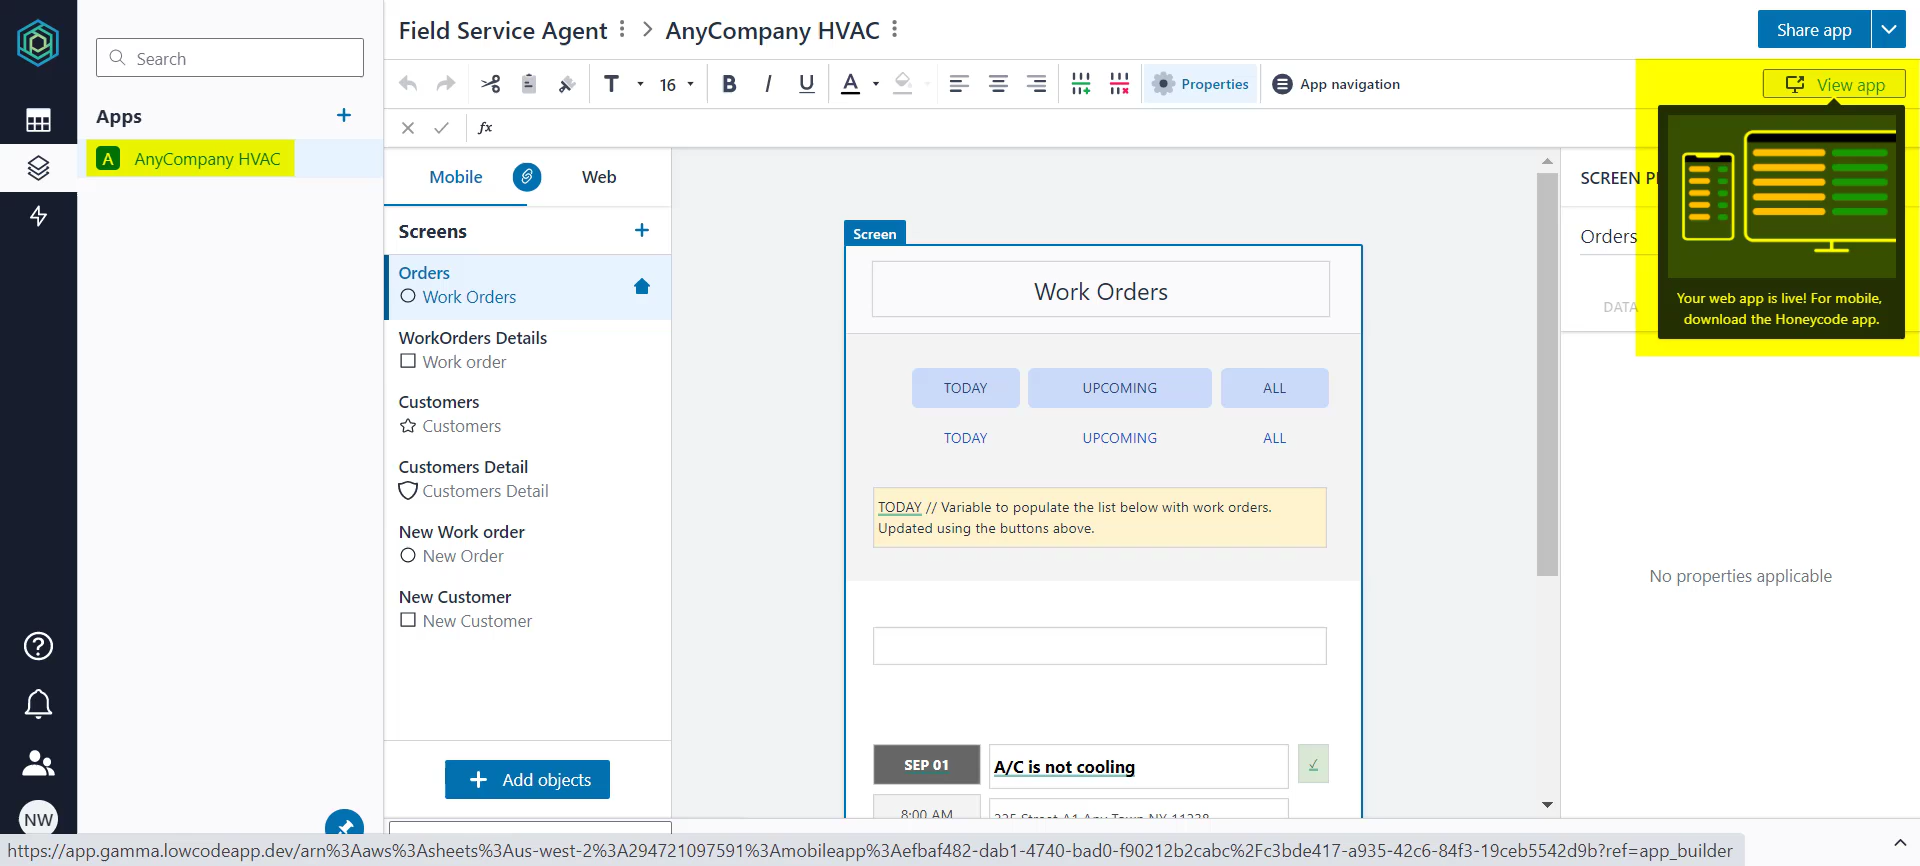 Field Service Agent
AnyCompany HVAC
Share app
Search
T
16
B
I
U
A
Properties
App navigation
View app
Apps
A
AnyCompany HVAC
fx
Mobile
Web
SCREEN
Your web app is live! For mobile,
download the Honeycode app.
Screens
Orders
Work Orders
WorkOrders Details
Work order
Customers
Customers
Customers Detail
Customers Detail
New Work order
New Order
New Customer
New Customer
Add objects
Screen
Work Orders
TODAY
UPCOMING
ALL
TODAY
UPCOMING
ALL
TODAY // Variable to populate the list below with work orders.
Updated using the buttons above.
SEP 01
A/C is not cooling
8:00 AM
Orders
DATA
No properties applicable
NW
https://app.gamma.lowcodeapp.dev/arn%3Aaws%3Asheets%3Aus-west-2%3A294721097591%3Amobileapp%3Aefbaf482-dab1-4740-bad0-f90212b2cabc%2Fc3bde417-a935-42c6-84f3-19ceb5542d9b?ref=app_builder